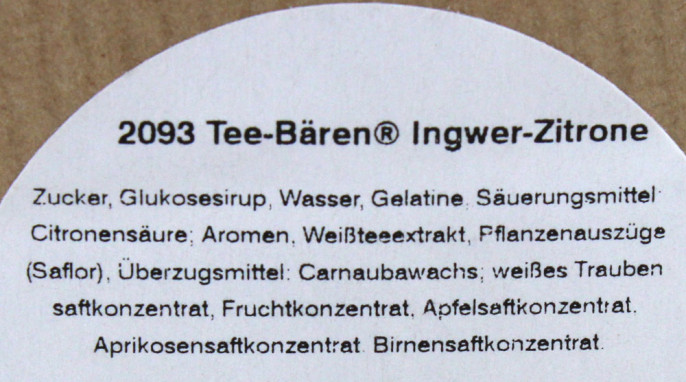 2093 Tee-Bären® Ingwer-Zitrone
Zucker, Glukosesirup, Wasser, Gelatine, Säuerungsmittel:
Citronensäure; Aromen, Weißteeextrakt, Pflanzenauszüge
(Saflor), Überzugsmittel: Carnaubawachs; weißes Trauben
saftkonzentrat, Fruchtkonzentrat, Apfelsaftkonzentrat.
Aprikosensaftkonzentrat. Birnensaftkonzentrat.